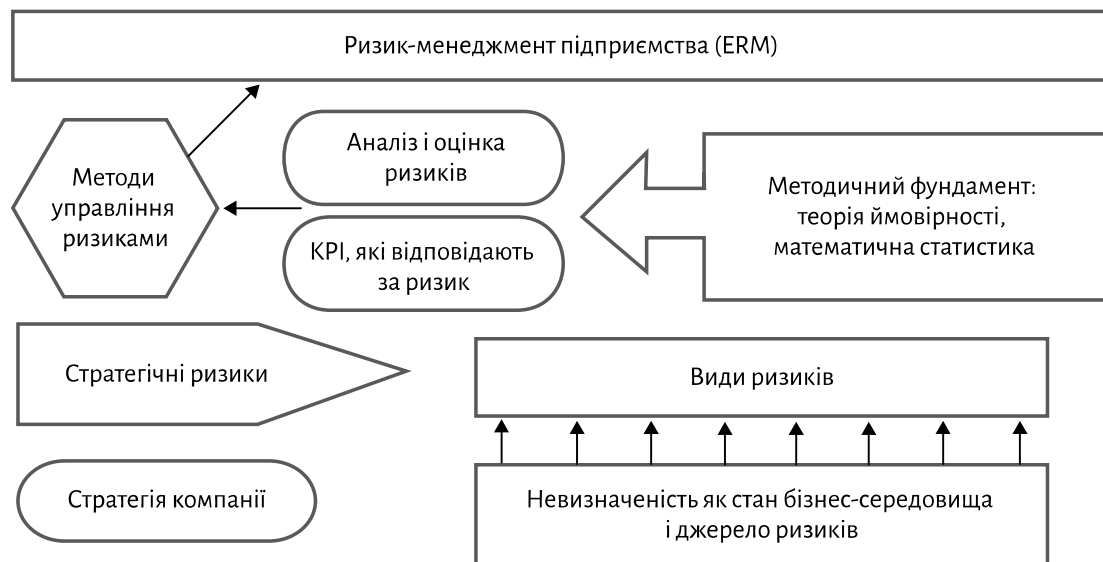 Ризик-менеджмент підприємства (ERM)
Методи
управління
ризиками
Аналіз і оцінка
ризиків
KPI, які відповідають
за ризик
Методичний фундамент:
теорія ймовірності,
математична статистика
Стратегічні ризики
Види ризиків
Стратегія компанії
Невизначеність як стан бізнес-середовища
і джерело ризиків